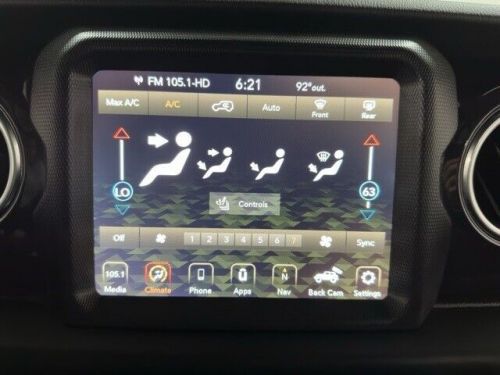 FM 105.1-HD 6:21 92° out.
Max A/C A/C Auto Front Rear
LO 63
Controls
Off 1 2 3 4 5 6 7 Sync
105.1 N
Media Climate Phone Apps Nav Back Cam Settings